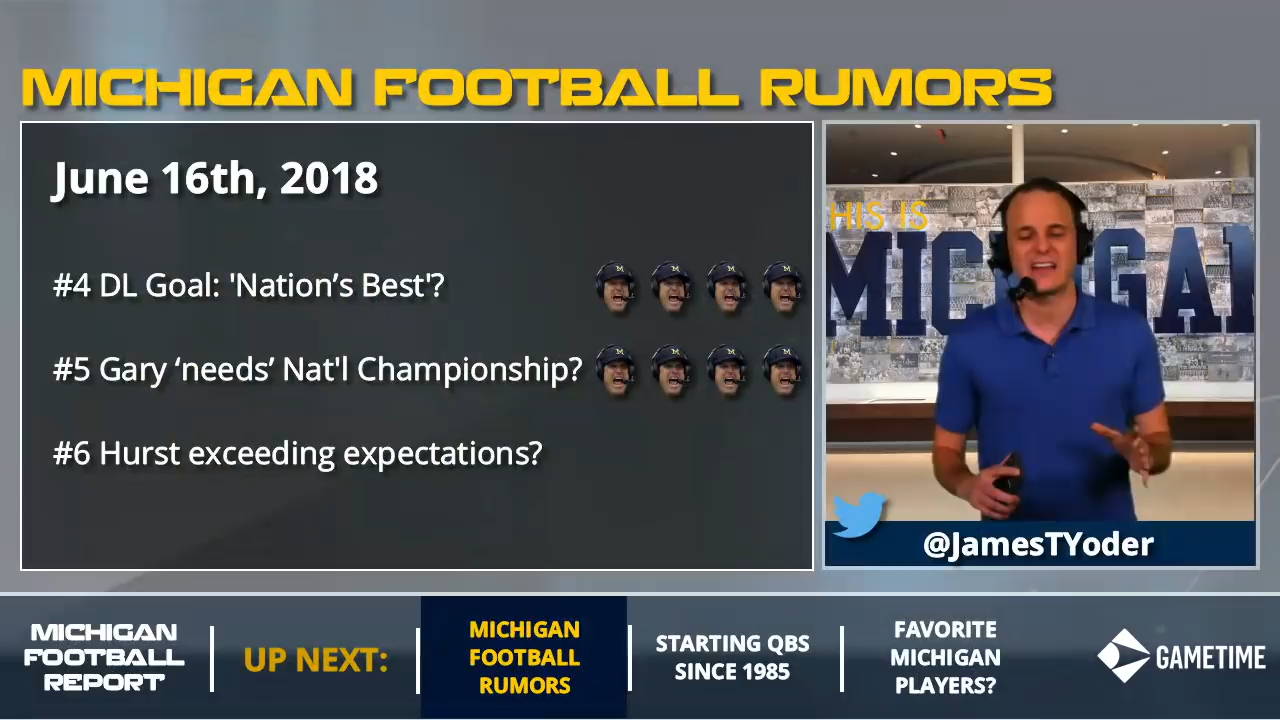 MICHIGAN FOOTBALL RUMORS
June 16th, 2018
#4 DL Goal: 'Nation’s Best'?
#5 Gary ‘needs’ Nat'l Championship?
#6 Hurst exceeding expectations?
HIS IS
MICHIGAN
@JamesTYoder
MICHIGAN
FOOTBALL
REPORT
UP NEXT:
MICHIGAN
FOOTBALL
RUMORS
STARTING QBS
SINCE 1985
FAVORITE
MICHIGAN
PLAYERS?
GAMETIME